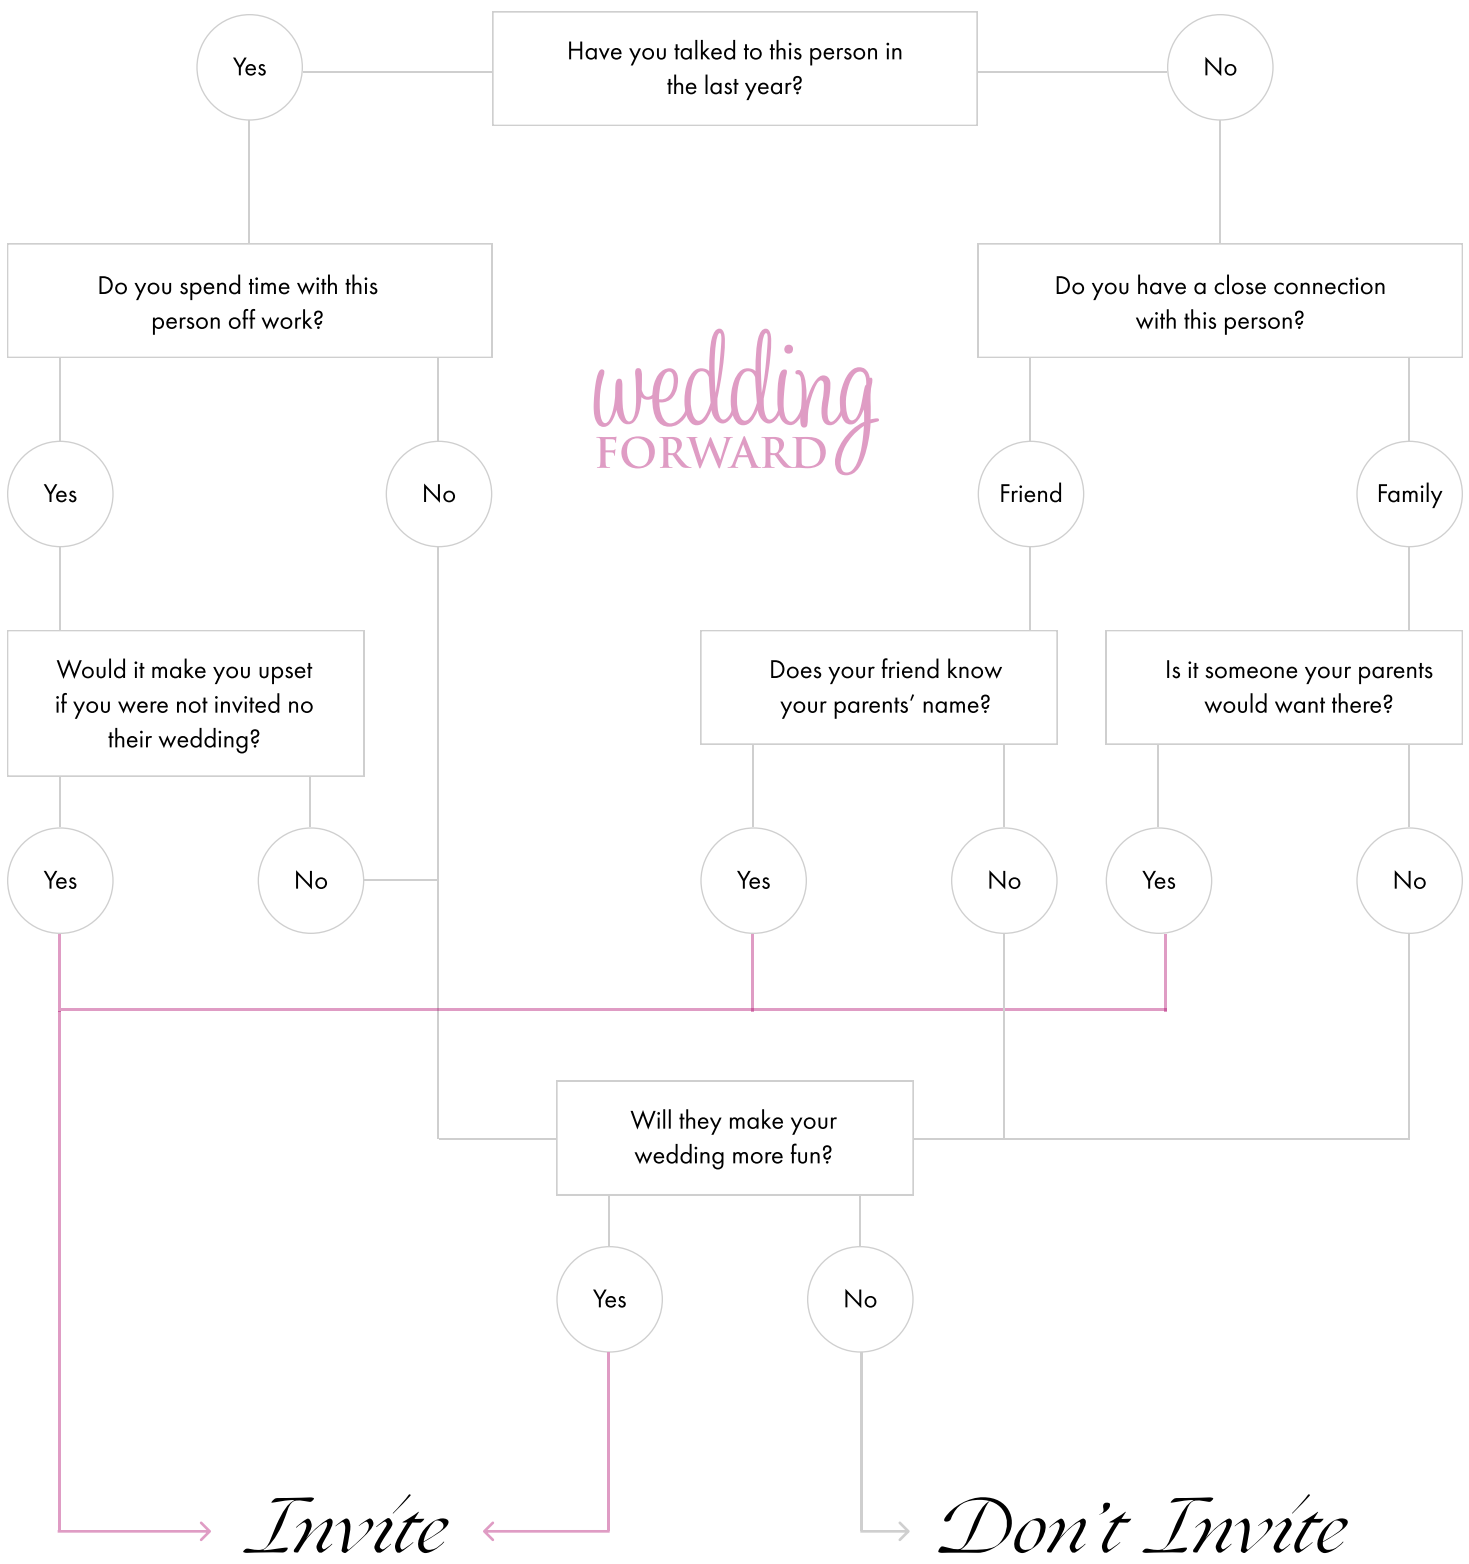 Yes
Have you talked to this person in
the last year?
No
Do you spend time with this
person off work?
Do you have a close connection
with this person?
wedding
FORWARD
Yes
No
Friend
Family
Would it make you upset
if you were not invited no
their wedding?
Does your friend know
your parents’ name?
Is it someone your parents
would want there?
Yes
No
Yes
No
Yes
No
Will they make your
wedding more fun?
Yes
No
Invite
Don't Invite